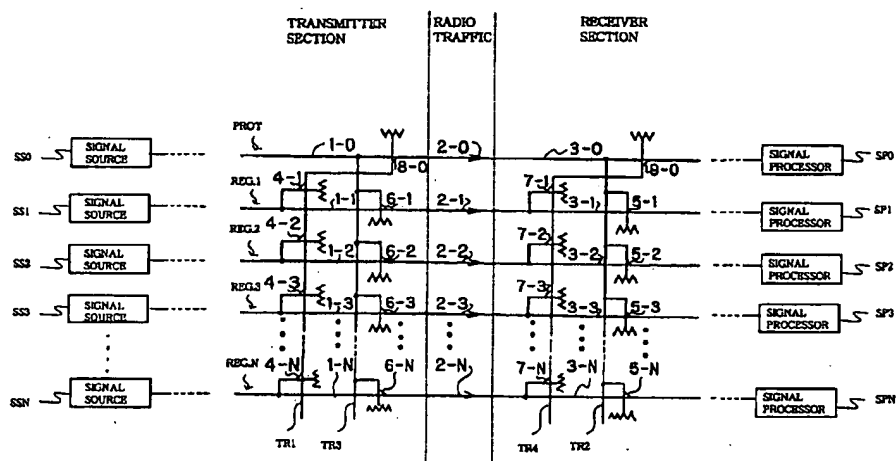 TRANSMITTER SECTION
RADIO TRAFFIC
RECEIVER SECTION
PROT
1-0
2-0
3-0
SS0
SIGNAL SOURCE
8-0
9-0
SIGNAL PROCESSOR
SP0
4-1
7-1
REG.1
SS1
SIGNAL SOURCE
1-1
6-1
2-1
3-1
5-1
SIGNAL PROCESSOR
SP1
4-2
7-2
REG.2
SS2
SIGNAL SOURCE
1-2
6-2
2-2
3-2
5-2
SIGNAL PROCESSOR
SP2
4-3
7-3
REG.3
SS3
SIGNAL SOURCE
1-3
6-3
2-3
3-3
5-3
SIGNAL PROCESSOR
SP3
REG.N
4-N
1-N
6-N
2-N
7-N
3-N
5-N
SSN
SIGNAL SOURCE
SIGNAL PROCESSOR
SPN
TR1
TR3
TR4
TR2